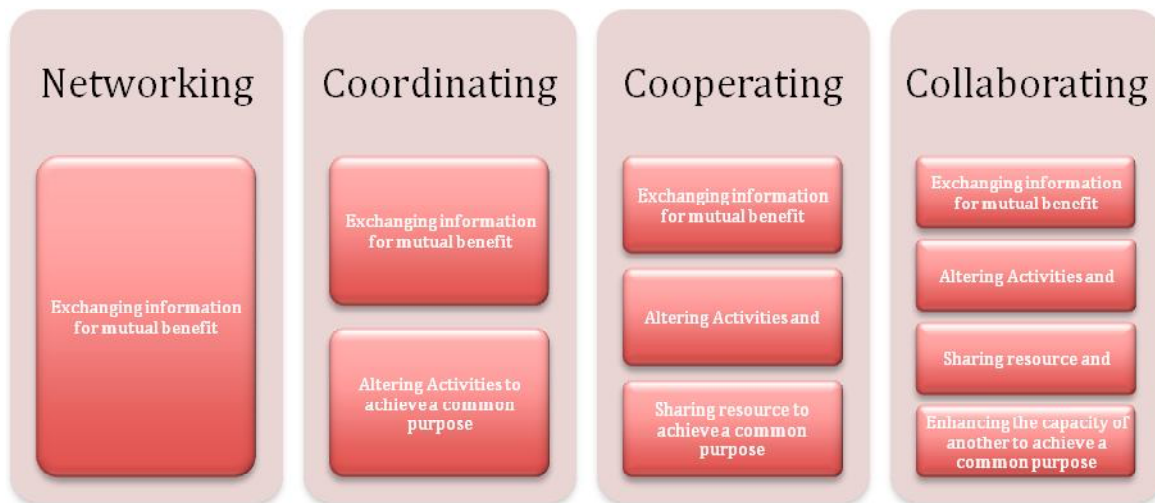 Networking
Exchanging information
for mutual benefit
Coordinating
Exchanging information
for mutual benefit
Altering Activities to
achieve a common
purpose
Cooperating
Exchanging information
for mutual benefit
Altering Activities and
Sharing resource to
achieve a common
purpose
Collaborating
Exchanging information
for mutual benefit
Altering Activities and
Sharing resource and
Enhancing the capacity of
another to achieve a
common purpose